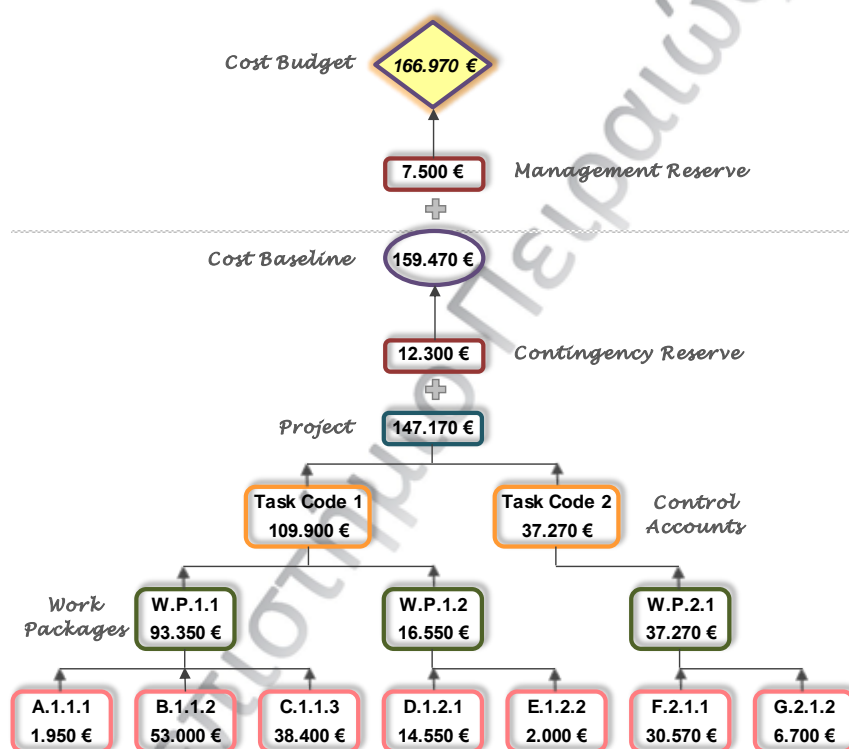 Cost Budget
166.970 €
7.500 €
Management Reserve
Cost Baseline
159.470 €
12.300 €
Contingency Reserve
Project
147.170 €
Task Code 1
109.900 €
Task Code 2
37.270 €
Control
Accounts
Work
Packages
W.P.1.1
93.350 €
W.P.1.2
16.550 €
W.P.2.1
37.270 €
A.1.1.1
1.950 €
B.1.1.2
53.000 €
C.1.1.3
38.400 €
D.1.2.1
14.550 €
E.1.2.2
2.000 €
F.2.1.1
30.570 €
G.2.1.2
6.700 €
Πειραιώς